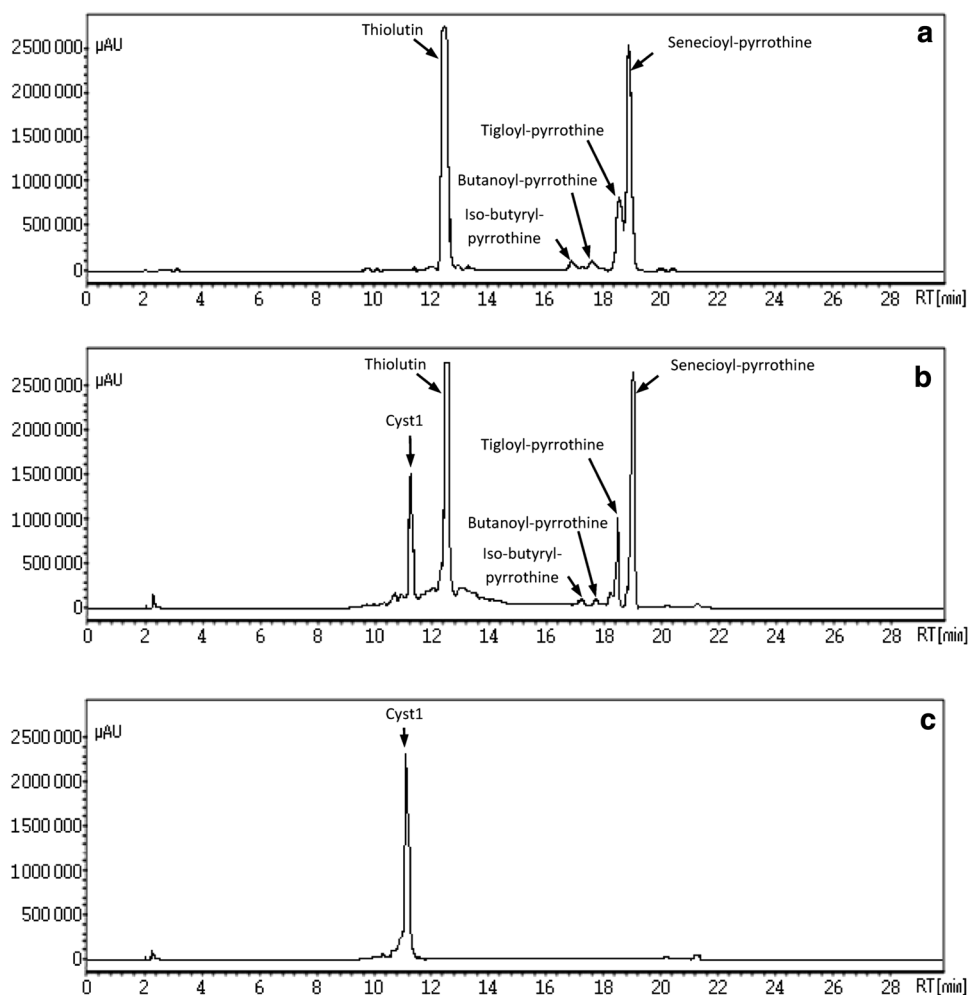 a
Thiolutin
Senecioyl-pyrrothine
µAU
2500 000
2000 000
Tigloyl-pyrrothine
1500 000
Butanoyl-pyrrothine
1000 000
Iso-butyryl-
pyrrothine
500 000
0
0 2 4 6 8 10 12 14 16 18 20 22 24 26 28 RT [min]
b
Thiolutin
Senecioyl-pyrrothine
µAU
2500 000
Cyst1
2000 000
Tigloyl-pyrrothine
1500 000
Butanoyl-pyrrothine
1000 000
Iso-butyryl-
pyrrothine
500 000
0
0 2 4 6 8 10 12 14 16 18 20 22 24 26 28 RT [min]
Cyst1
c
µAU
2500 000
2000 000
1500 000
1000 000
500 000
0
0 2 4 6 8 10 12 14 16 18 20 22 24 26 28 RT [min]